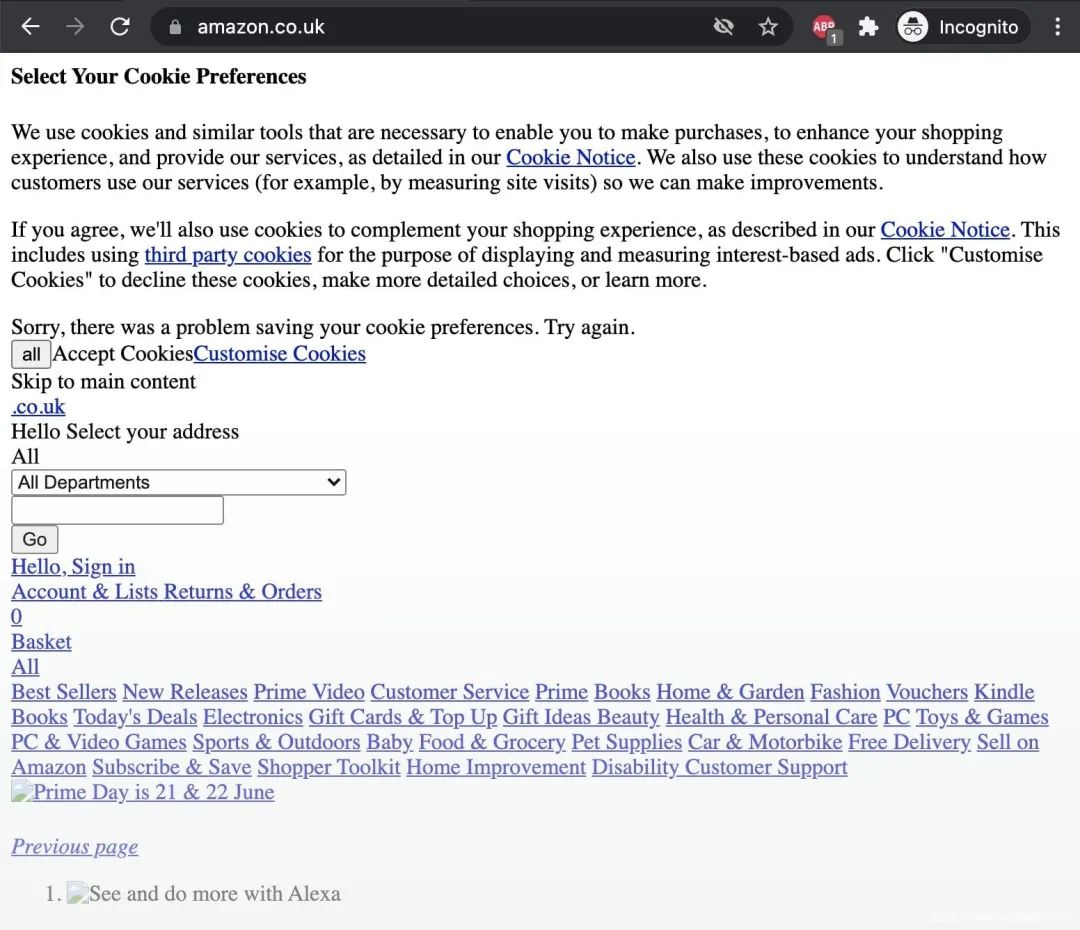 amazon.co.uk
ABP
1
Incognito
Select Your Cookie Preferences
We use cookies and similar tools that are necessary to enable you to make purchases, to enhance your shopping
experience, and provide our services, as detailed in our Cookie Notice. We also use these cookies to understand how
customers use our services (for example, by measuring site visits) so we can make improvements.
If you agree, we'll also use cookies to complement your shopping experience, as described in our Cookie Notice. This
includes using third party cookies for the purpose of displaying and measuring interest-based ads. Click "Customise
Cookies" to decline these cookies, make more detailed choices, or learn more.
Sorry, there was a problem saving your cookie preferences. Try again.
all Accept CookiesCustomise Cookies
Skip to main content
.co.uk
Hello Select your address
All
All Departments
Go
Hello, Sign in
Account & Lists Returns & Orders
0
Basket
All
Best Sellers New Releases Prime Video Customer Service Prime Books Home & Garden Fashion Vouchers Kindle
Books Today's Deals Electronics Gift Cards & Top Up Gift Ideas Beauty Health & Personal Care PC Toys & Games
PC & Video Games Sports & Outdoors Baby Food & Grocery Pet Supplies Car & Motorbike Free Delivery Sell on
Amazon Subscribe & Save Shopper Toolkit Home Improvement Disability Customer Support
Prime Day is 21 & 22 June
Previous page
1. See and do more with Alexa